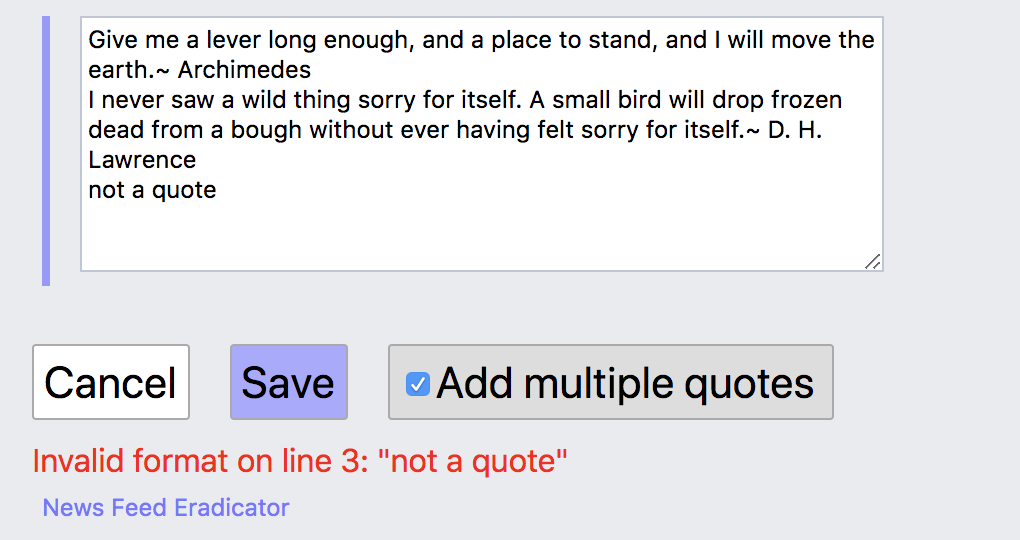 Give me a lever long enough, and a place to stand, and I will move the
earth.~ Archimedes
I never saw a wild thing sorry for itself. A small bird will drop frozen
dead from a bough without ever having felt sorry for itself.~ D. H.
Lawrence
not a quote
Cancel Save Add multiple quotes
Invalid format on line 3: "not a quote"
News Feed Eradicator